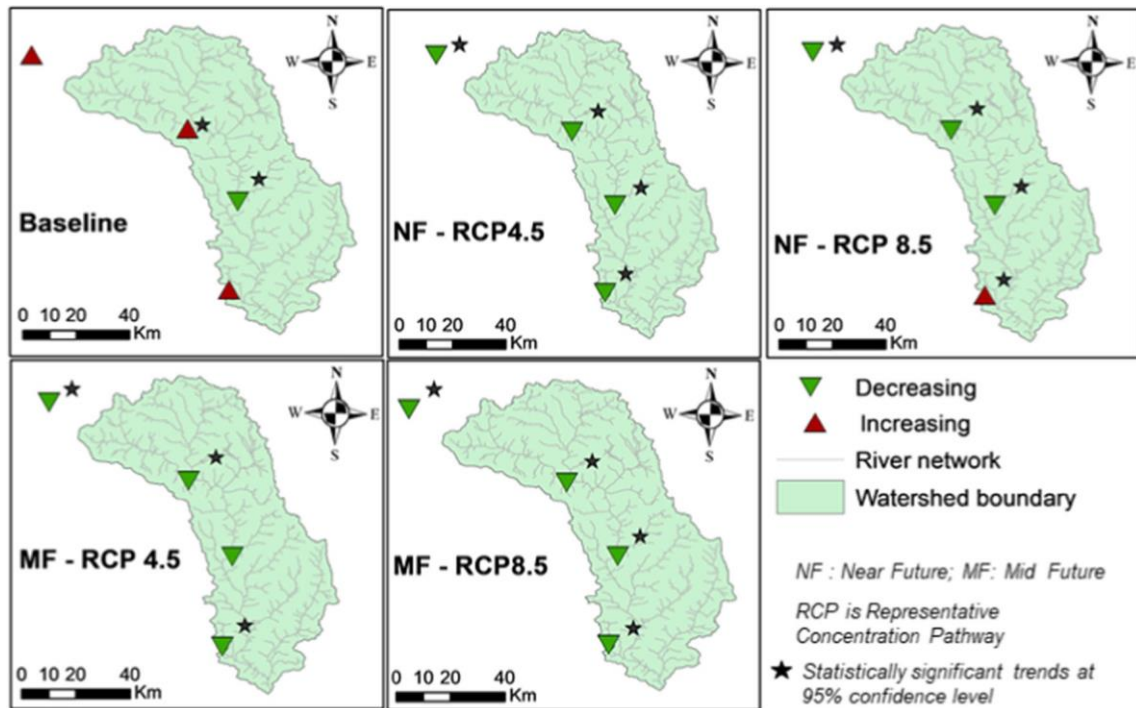 N
W E
S
Baseline
0 10 20 40
Km
N
W E
S
NF - RCP4.5
0 10 20 40
Km
N
W E
S
NF - RCP 8.5
0 10 20 40
Km
N
W E
S
MF - RCP 4.5
0 10 20 40
Km
N
W E
S
MF - RCP8.5
0 10 20 40
Km
Decreasing
Increasing
River network
Watershed boundary
NF : Near Future; MF: Mid Future
RCP is Representative
Concentration Pathway
Statistically significant trends at
95% confidence level